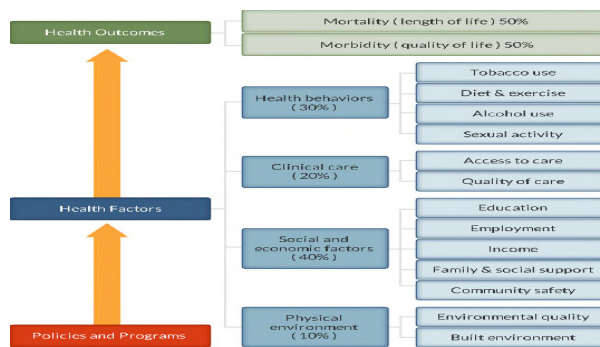 Health Outcomes
Mortality (length of life) 50%
Morbidity (quality of life) 50%
Health Factors
Health behaviors
(30%)
Tobacco use
Diet & exercise
Alcohol use
Sexual activity
Clinical care
(20%)
Access to care
Quality of care
Social and
economic factors
(40%)
Education
Employment
Income
Family & social support
Community safety
Physical
environment
(10%)
Environmental quality
Built environment
Policies and Programs